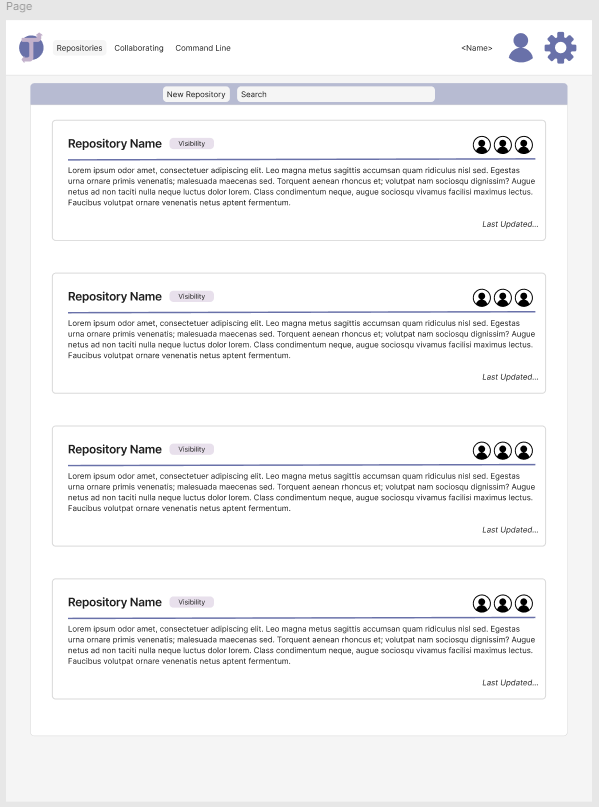 Page
Repositories Collaborating Command Line <Name>
New Repository Search
Repository Name Visibility
Lorem ipsum odor amet, consectetuer adipiscing elit. Leo magna metus sagittis accumsan quam ridiculus nisl sed. Egestas
urna ornare primis venenatis; malesuada maecenas sed. Torquent aenean rhoncus et; volutpat nam sociosqu dignissim? Augue
netus ad non taciti nulla neque luctus dolor lorem. Class condimentum neque, augue sociosqu vivamus facilisi maximus lectus.
Faucibus volutpat ornare venenatis netus aptent fermentum.
Last Updated...
Repository Name Visibility
Lorem ipsum odor amet, consectetuer adipiscing elit. Leo magna metus sagittis accumsan quam ridiculus nisl sed. Egestas
urna ornare primis venenatis; malesuada maecenas sed. Torquent aenean rhoncus et; volutpat nam sociosqu dignissim? Augue
netus ad non taciti nulla neque luctus dolor lorem. Class condimentum neque, augue sociosqu vivamus facilisi maximus lectus.
Faucibus volutpat ornare venenatis netus aptent fermentum.
Last Updated...
Repository Name Visibility
Lorem ipsum odor amet, consectetuer adipiscing elit. Leo magna metus sagittis accumsan quam ridiculus nisl sed. Egestas
urna ornare primis venenatis; malesuada maecenas sed. Torquent aenean rhoncus et; volutpat nam sociosqu dignissim? Augue
netus ad non taciti nulla neque luctus dolor lorem. Class condimentum neque, augue sociosqu vivamus facilisi maximus lectus.
Faucibus volutpat ornare venenatis netus aptent fermentum.
Last Updated...
Repository Name Visibility
Lorem ipsum odor amet, consectetuer adipiscing elit. Leo magna metus sagittis accumsan quam ridiculus nisl sed. Egestas
urna ornare primis venenatis; malesuada maecenas sed. Torquent aenean rhoncus et; volutpat nam sociosqu dignissim? Augue
netus ad non taciti nulla neque luctus dolor lorem. Class condimentum neque, augue sociosqu vivamus facilisi maximus lectus.
Faucibus volutpat ornare venenatis netus aptent fermentum.
Last Updated...